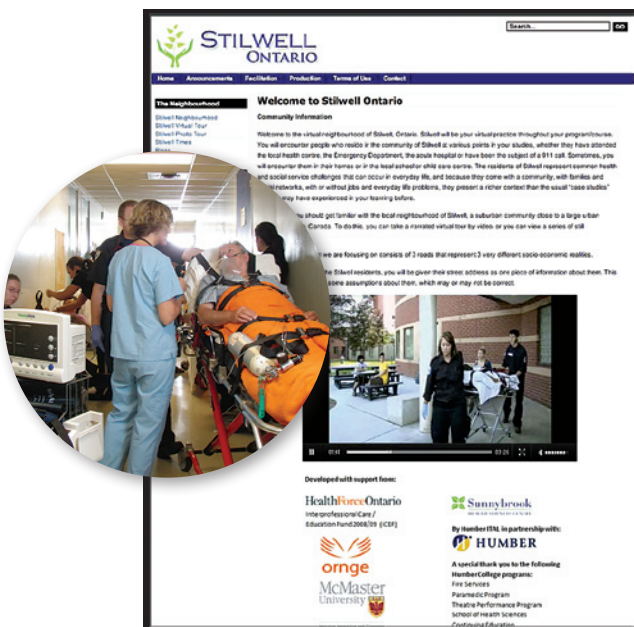 STILWELL
ONTARIO
Search...
GO
Home Announcements Facilitation Production Terms of Use Contact
The Neighbourhood
Stilwell Neighbourhood
Stilwell Virtual Tour
Stilwell Photo Tour
Stilwell Times
Welcome to Stilwell Ontario
Community Information
Welcome to the virtual neighbourhood of Stilwell, Ontario. Stilwell will be your virtual practice throughout your program/course.
You will encounter people who reside in the community of Stilwell at various points in your studies, whether they have attended
the local health centre, the Emergency Department, the acute hospital or have been the subject of a 911 call. Sometimes, you
will encounter them in their homes or in the local school or child care centre. The residents of Stilwell represent common health
and social service challenges that can occur in everyday life, and because they come with a community, with families and
networks, with or without jobs and everyday life problems, they present a richer context than the usual "case studies"
may have experienced in your learning before.
you should get familiar with the local neighbourhood of Stilwell, a suburban community close to a large urban
Canada. To do this, you can take a narrated virtual tour by video or you can view a series of still
we are focusing on consists of 3 roads that represent 3 very different socio-economic realities.
the Stilwell residents, you will be given their street address as one piece of information about them. This
some assumptions about them, which may or may not be correct.
01:41
03:26
Developed with support from:
HealthForceOntario
Interprofessional Care /
Education Fund 2008/09 (ICEF)
ornge
McMaster
University
Sunnybrook
By Humber ITAL in partnership with:
HUMBER
A special thank you to the following
Humber College programs:
Fire Services
Paramedic Program
Theatre Performance Program
School of Health Sciences
Continuing Education